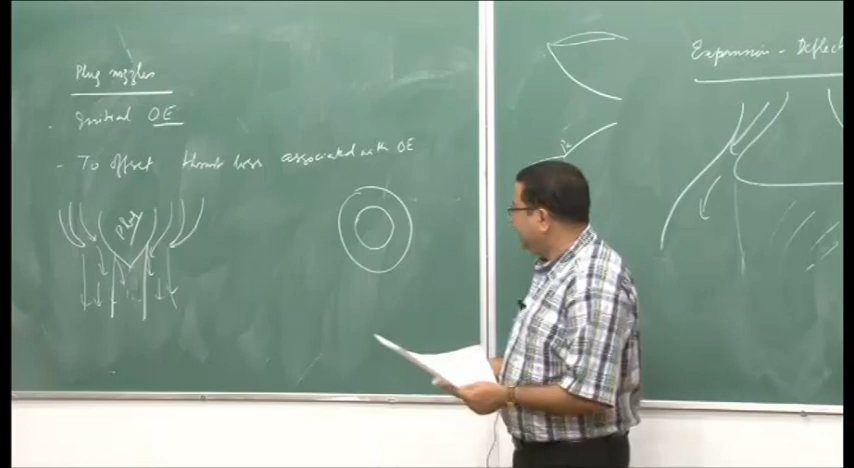 Plug nozzles
Initial OE
- To offset thrust loss associated with OE
Plug
Expansion - Deflect